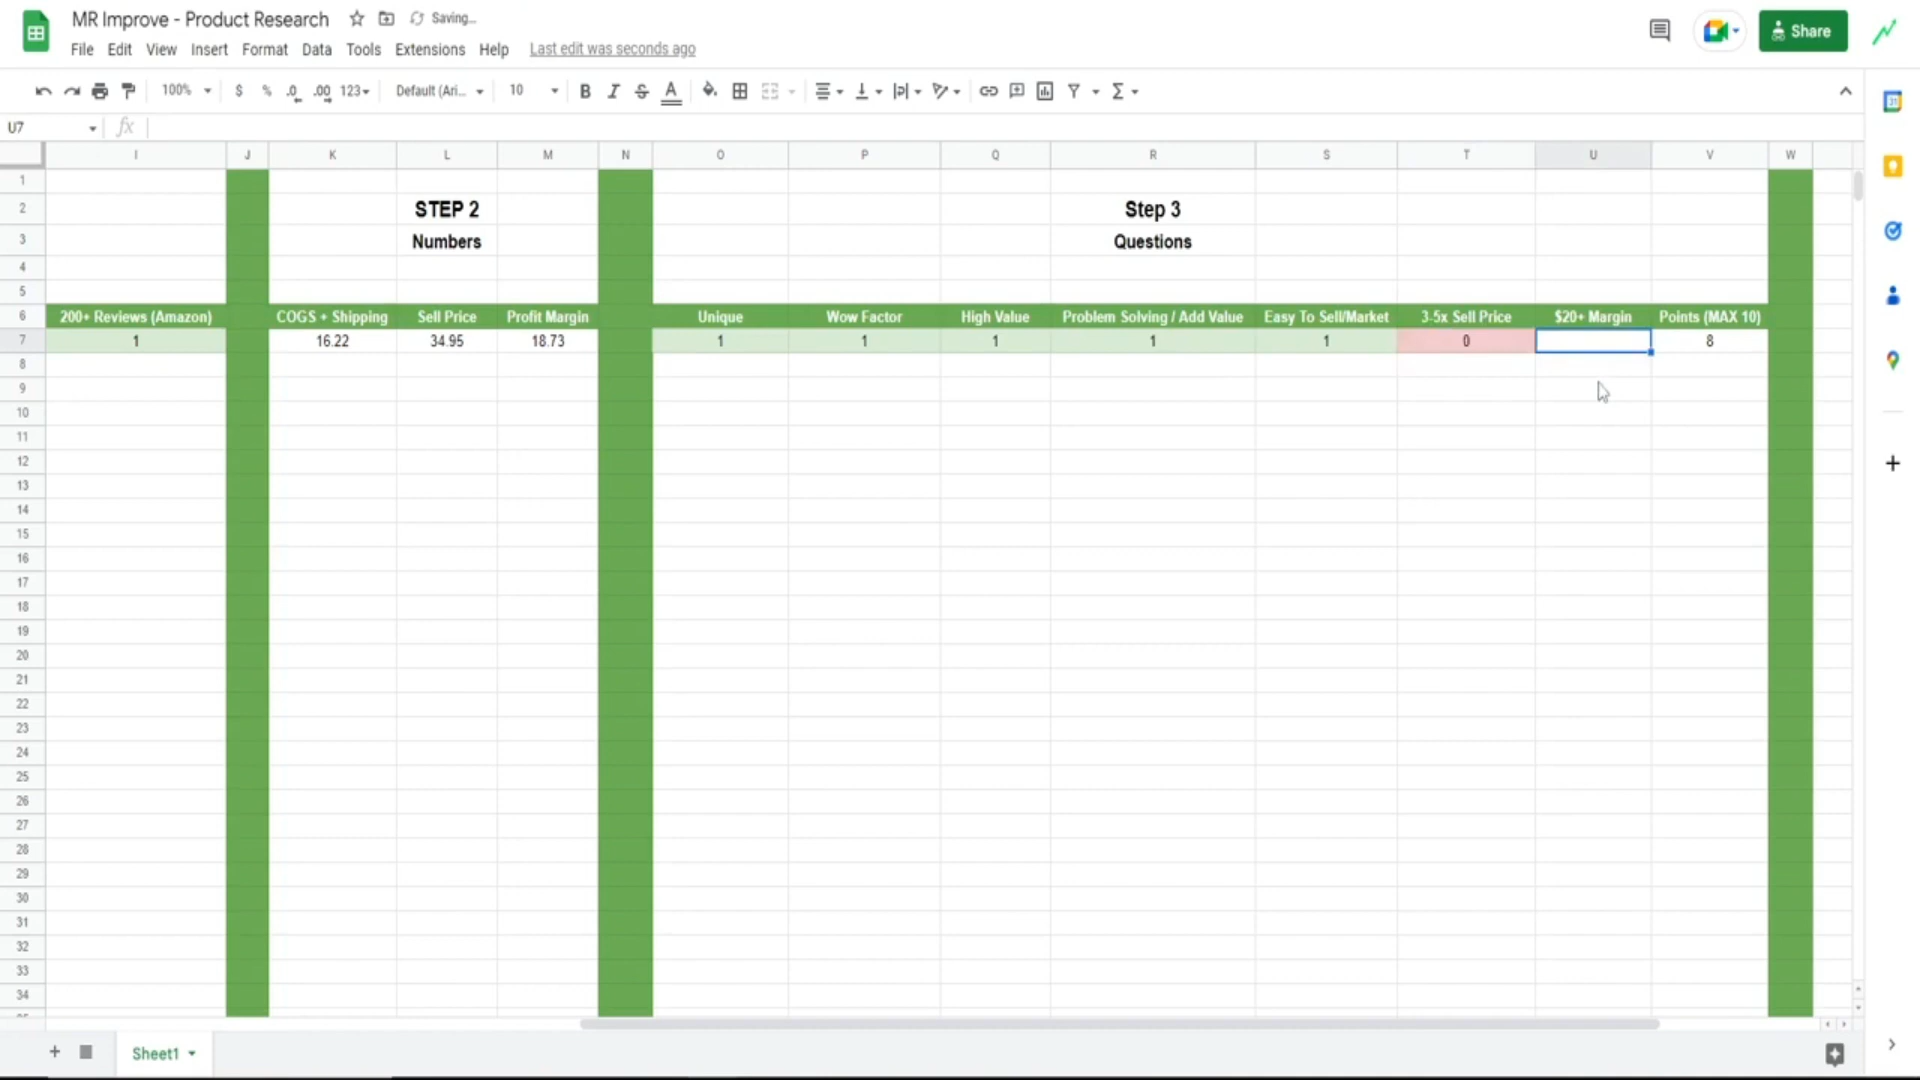 MR Improve - Product Research Saving...
File Edit View Insert Format Data Tools Extensions Help Last edit was seconds ago
Share
100% $ % .0 .00 123 Default (Ari... 10 B I S A Σ
U7 fx
I J K L M N O P Q R S T U V W
1
2 STEP 2 Step 3
3 Numbers Questions
4
5
6 200+ Reviews (Amazon) COGS + Shipping Sell Price Profit Margin Unique Wow Factor High Value Problem Solving / Add Value Easy To Sell/Market 3-5x Sell Price $20+ Margin Points (MAX 10)
7 1 16.22 34.95 18.73 1 1 1 1 1 0 8
8
9
10
11
12
13
14
15
16
17
18
19
20
21
22
23
24
25
26
27
28
29
30
31
32
33
34
Sheet1
31